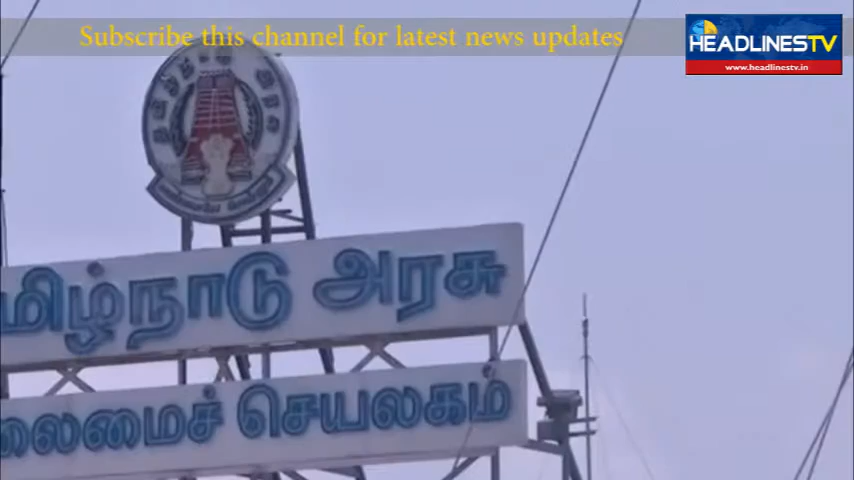 Subscribe this channel for latest news updates
HEADLINESTV
www.headlinestv.in
மிழ்நாடு அரசு
லைமைச் செயலகம்